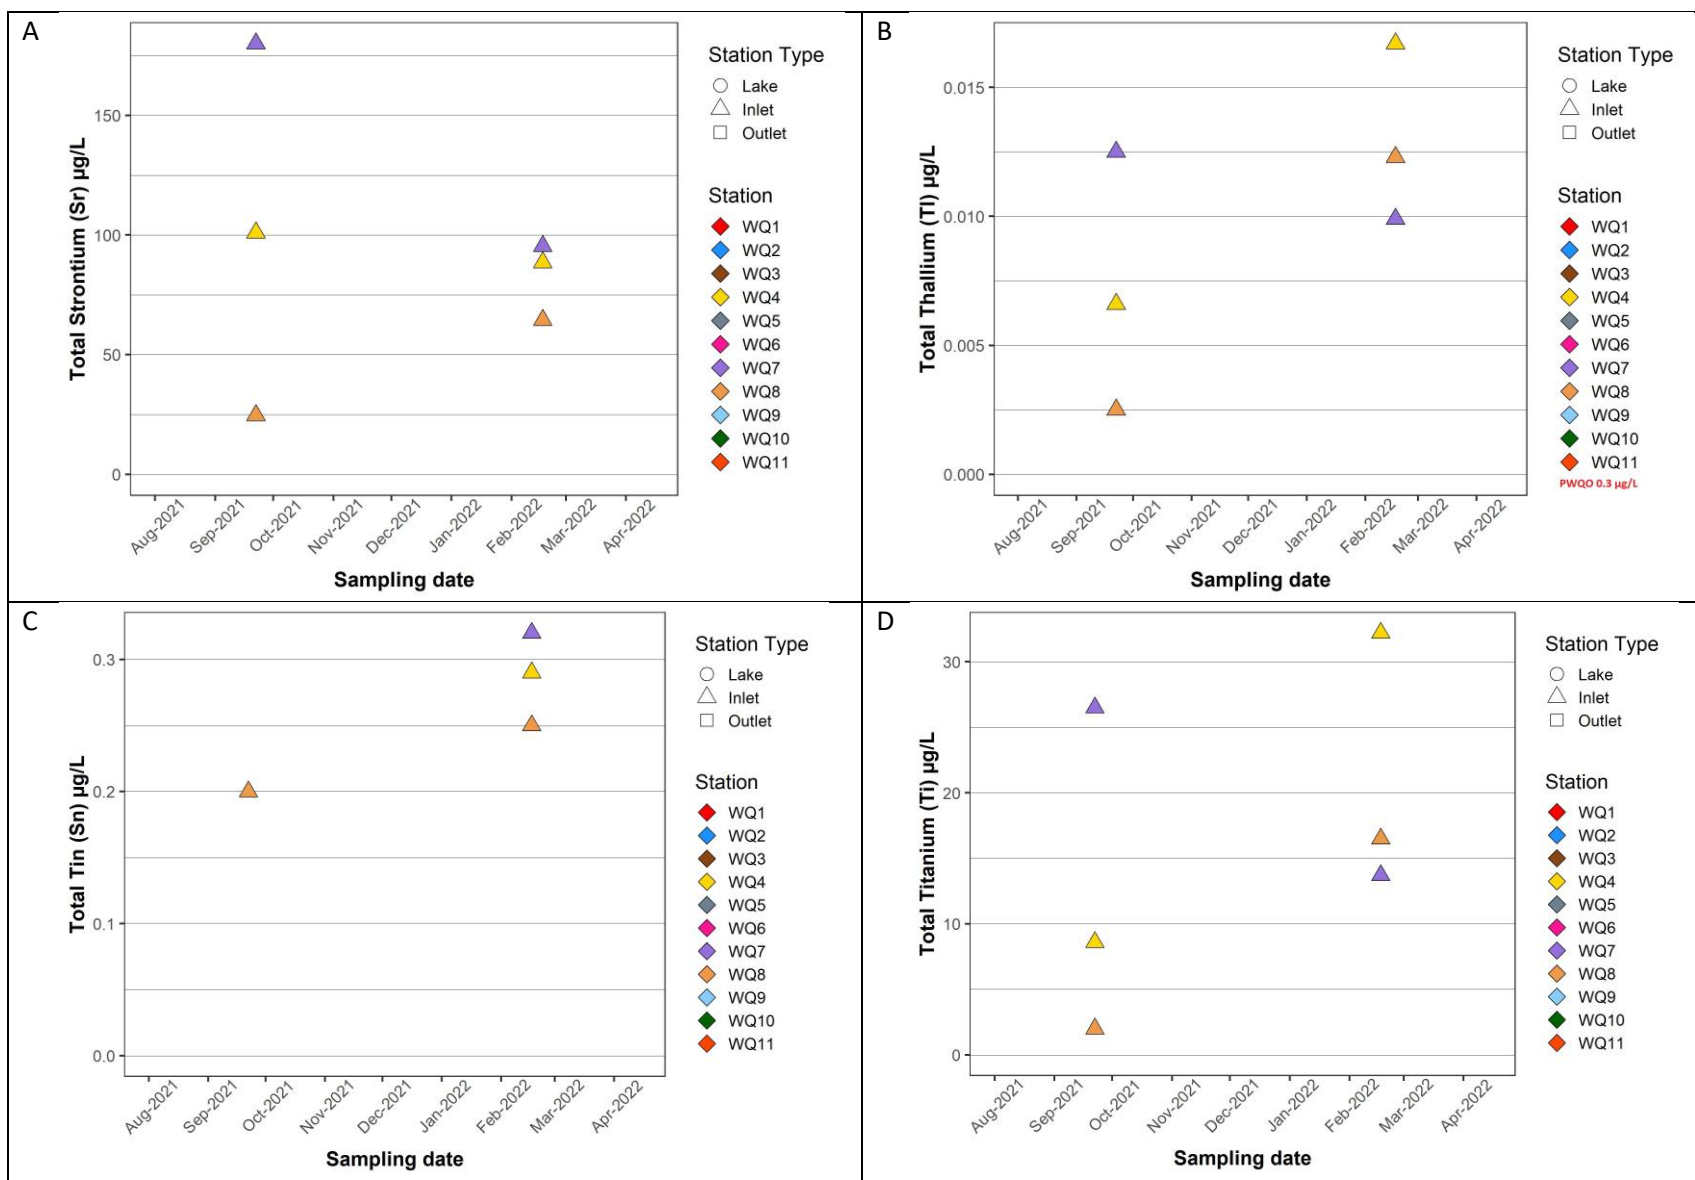 A
Total Strontium (Sr) µg/L
150
100
50
0
Aug-2021
Sep-2021
Oct-2021
Nov-2021
Dec-2021
Jan-2022
Feb-2022
Mar-2022
Apr-2022
Sampling date
Station Type
Lake
Inlet
Outlet
Station
WQ1
WQ2
WQ3
WQ4
WQ5
WQ6
WQ7
WQ8
WQ9
WQ10
WQ11
B
Total Thallium (Tl) µg/L
0.015
0.010
0.005
0.000
Aug-2021
Sep-2021
Oct-2021
Nov-2021
Dec-2021
Jan-2022
Feb-2022
Mar-2022
Apr-2022
Sampling date
Station Type
Lake
Inlet
Outlet
Station
WQ1
WQ2
WQ3
WQ4
WQ5
WQ6
WQ7
WQ8
WQ9
WQ10
WQ11
PWQO 0.3 µg/L
C
Total Tin (Sn) µg/L
0.3
0.2
0.1
0.0
Aug-2021
Sep-2021
Oct-2021
Nov-2021
Dec-2021
Jan-2022
Feb-2022
Mar-2022
Apr-2022
Sampling date
Station Type
Lake
Inlet
Outlet
Station
WQ1
WQ2
WQ3
WQ4
WQ5
WQ6
WQ7
WQ8
WQ9
WQ10
WQ11
D
Total Titanium (Ti) µg/L
30
20
10
0
Aug-2021
Sep-2021
Oct-2021
Nov-2021
Dec-2021
Jan-2022
Feb-2022
Mar-2022
Apr-2022
Sampling date
Station Type
Lake
Inlet
Outlet
Station
WQ1
WQ2
WQ3
WQ4
WQ5
WQ6
WQ7
WQ8
WQ9
WQ10
WQ11